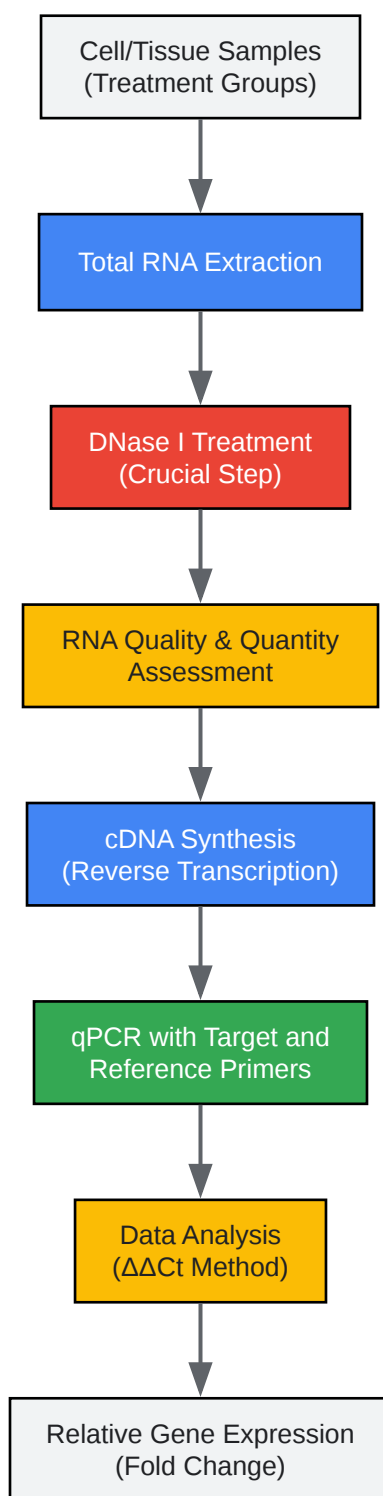 Cell/Tissue Samples
(Treatment Groups)
Total RNA Extraction
DNase I Treatment
(Crucial Step)
RNA Quality & Quantity
Assessment
cDNA Synthesis
(Reverse Transcription)
qPCR with Target and
Reference Primers
Data Analysis
(ΔΔCt Method)
Relative Gene Expression
(Fold Change)